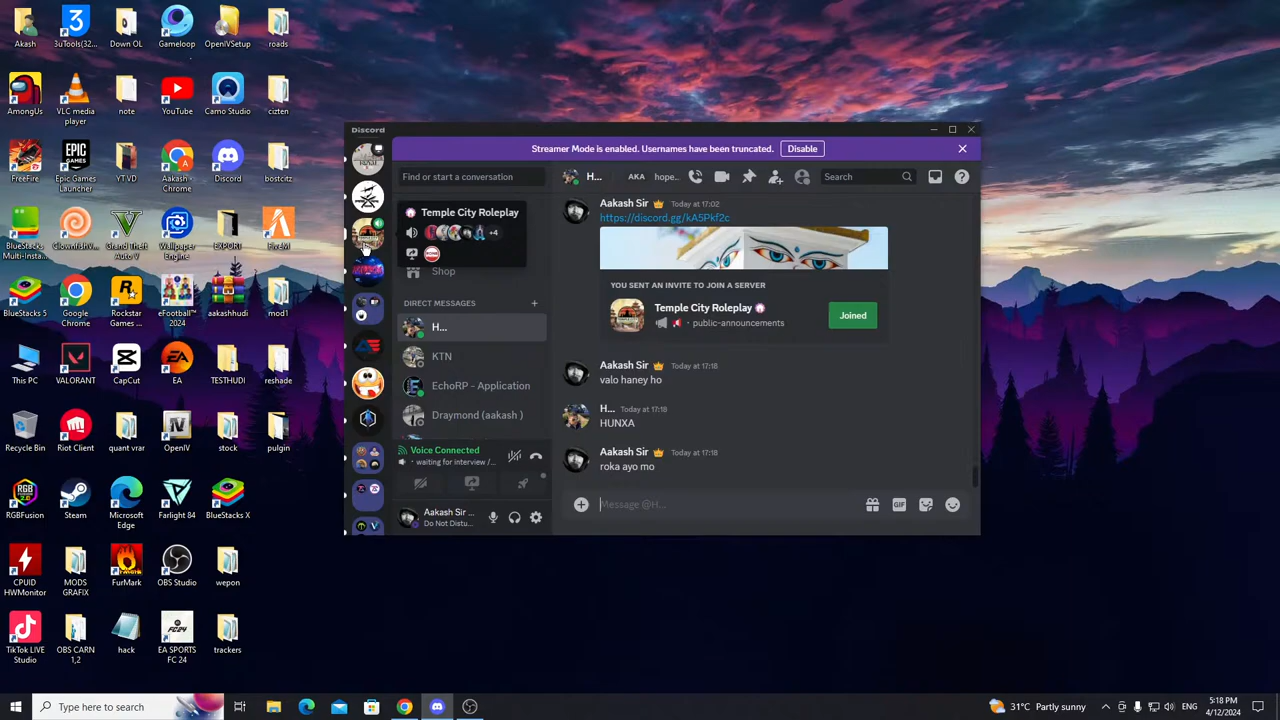 Akash
3uTools(32...
Down OL
Gameloop
OpenIVSetup
roads
AmongUs
VLC media
player
note
YouTube
Camo Studio
cizten
FreeFire
Epic Games
Launcher
YT VD
Aakash -
Chrome
Discord
bostcitz
BlueStacks
Multi-Insta...
Clownfish V...
Grand Theft
Auto V
Wallpaper
Engine
EXPORT
FiveM
BlueStacks 5
Google
Chrome
Rockstar
Games ...
eFootball™
2024
aakashhudi
mod1
This PC
VALORANT
CapCut
EA
TESTHUDI
reshade
Recycle Bin
Riot Client
quant vrar
OpenIV
stock
pulgin
RGBFusion
2.0
Steam
Microsoft
Edge
Farlight 84
BlueStacks X
CPUID
HWMonitor
MODS
GRAFIX
FurMark
OBS Studio
wepon
TikTok LIVE
Studio
OBS CARN
1,2
hack
EA SPORTS
FC 24
trackers
Discord
Streamer Mode is enabled. Usernames have been truncated.
Disable
Find or start a conversation
H...
AKA
hope...
Search
Temple City Roleplay
+4
Shop
DIRECT MESSAGES
H...
KTN
EchoRP - Application
Draymond (aakash )
Voice Connected
waiting for interview /...
Aakash Sir ...
Do Not Distu...
Aakash Sir Today at 17:02
https://discord.gg/kA5Pkf2c
YOU SENT AN INVITE TO JOIN A SERVER
Temple City Roleplay
- public-announcements
Joined
Aakash Sir Today at 17:18
valo haney ho
H... Today at 17:18
HUNXA
Aakash Sir Today at 17:18
roka ayo mo
Message @H...
GIF
Type here to search
31°C Partly sunny
ENG
5:18 PM
4/12/2024